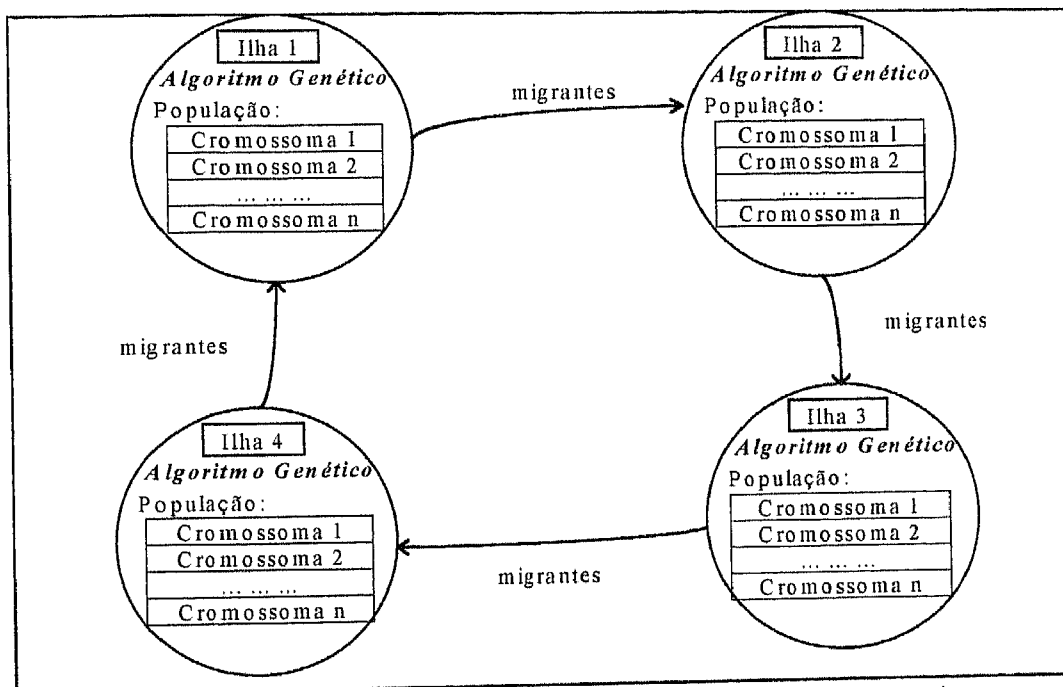 Ilha 1
Algoritmo Genético
População:
Cromossoma 1
Cromossoma 2
... ... ...
Cromossoma n
migrantes
Ilha 2
Algoritmo Genético
População:
Cromossoma 1
Cromossoma 2
... ... ...
Cromossoma n
migrantes
Ilha 3
Algoritmo Genético
População:
Cromossoma 1
Cromossoma 2
... ... ...
Cromossoma n
migrantes
Ilha 4
Algoritmo Genético
População:
Cromossoma 1
Cromossoma 2
... ... ...
Cromossoma n
migrantes